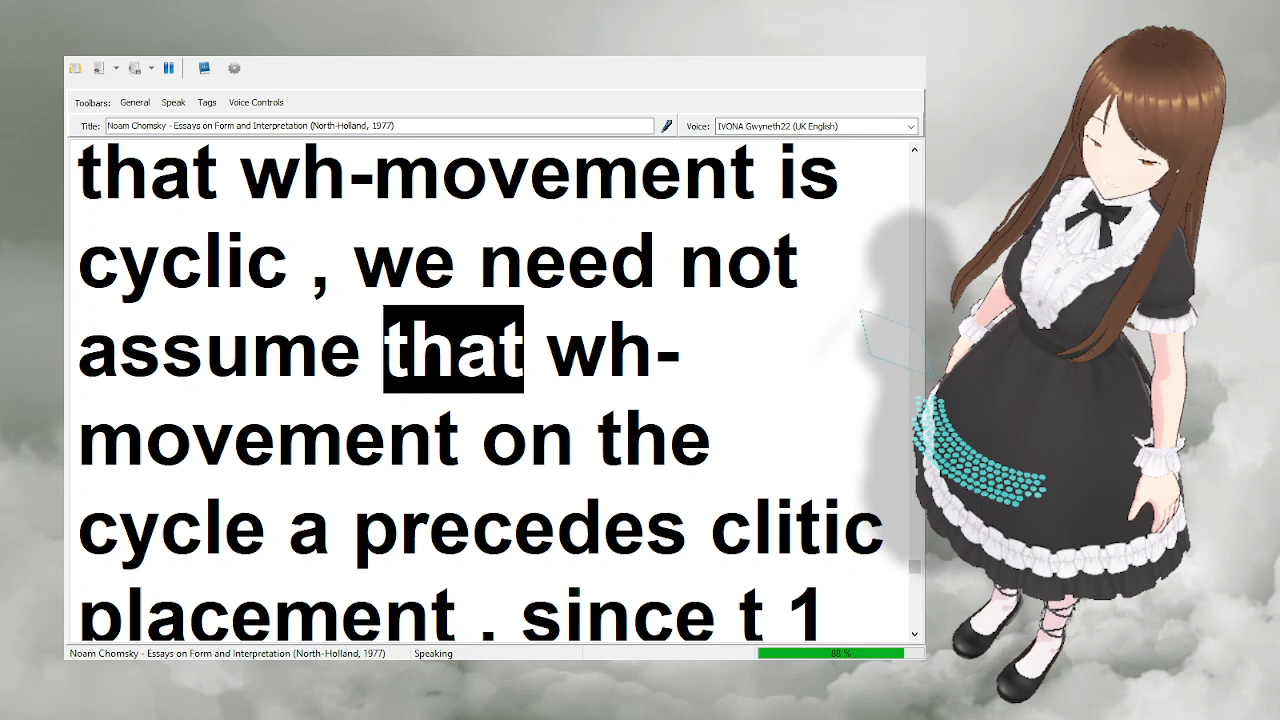 Toolbars: General Speak Tags Voice Controls
Title: Noam Chomsky - Essays on Form and Interpretation (North-Holland, 1977) Voice: IVONA Gwyneth22 (UK English)
that wh-movement is
cyclic , we need not
assume that wh-
movement on the
cycle a precedes clitic
placement , since t 1
Noam Chomsky - Essays on Form and Interpretation (North-Holland, 1977) Speaking 88 %